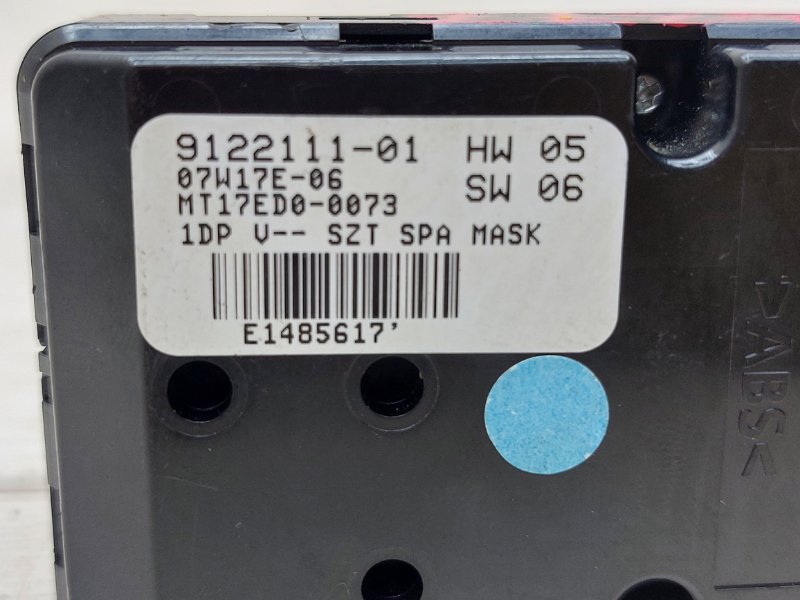 9122111-01 HW 05
07W17E-06 SW 06
MT17ED0-0073
1DP V-- SZT SPA MASK
E1485617'
>ABS<